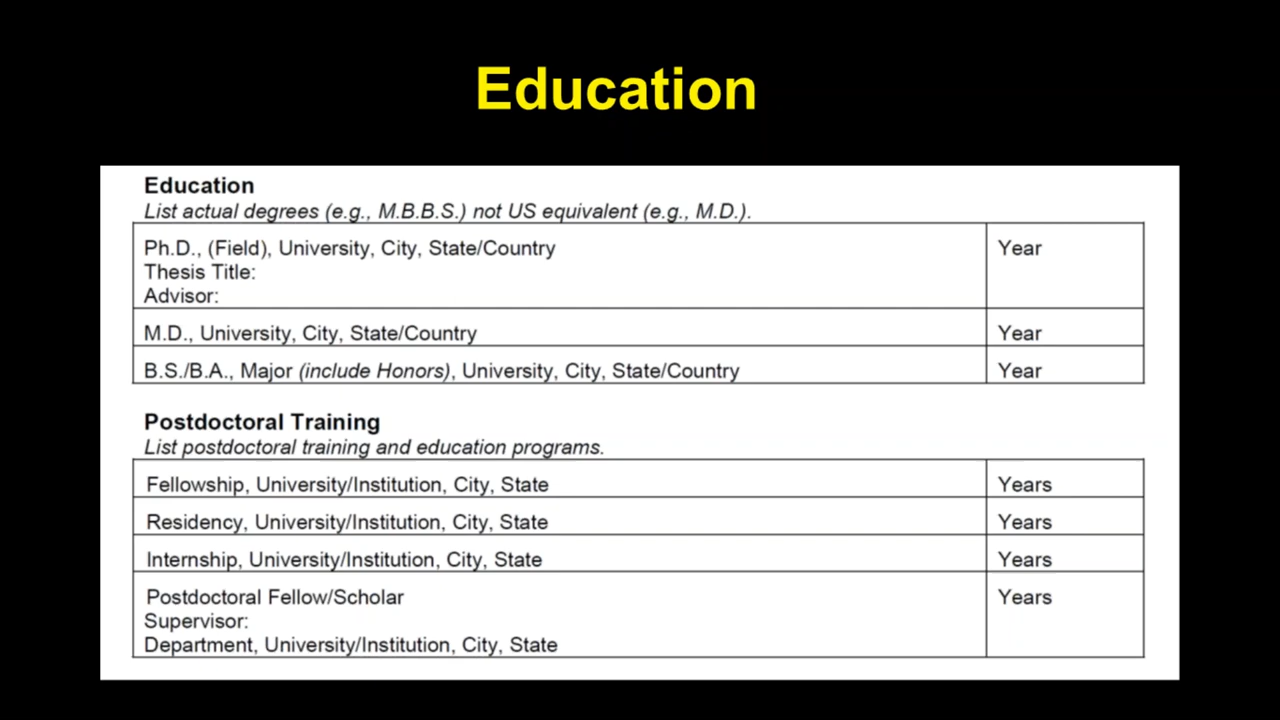 Education
Education
List actual degrees (e.g., M.B.B.S.) not US equivalent (e.g., M.D.).
Ph.D., (Field), University, City, State/Country Year
Thesis Title:
Advisor:
M.D., University, City, State/Country Year
B.S./B.A., Major (include Honors), University, City, State/Country Year
Postdoctoral Training
List postdoctoral training and education programs.
Fellowship, University/Institution, City, State Years
Residency, University/Institution, City, State Years
Internship, University/Institution, City, State Years
Postdoctoral Fellow/Scholar Years
Supervisor:
Department, University/Institution, City, State